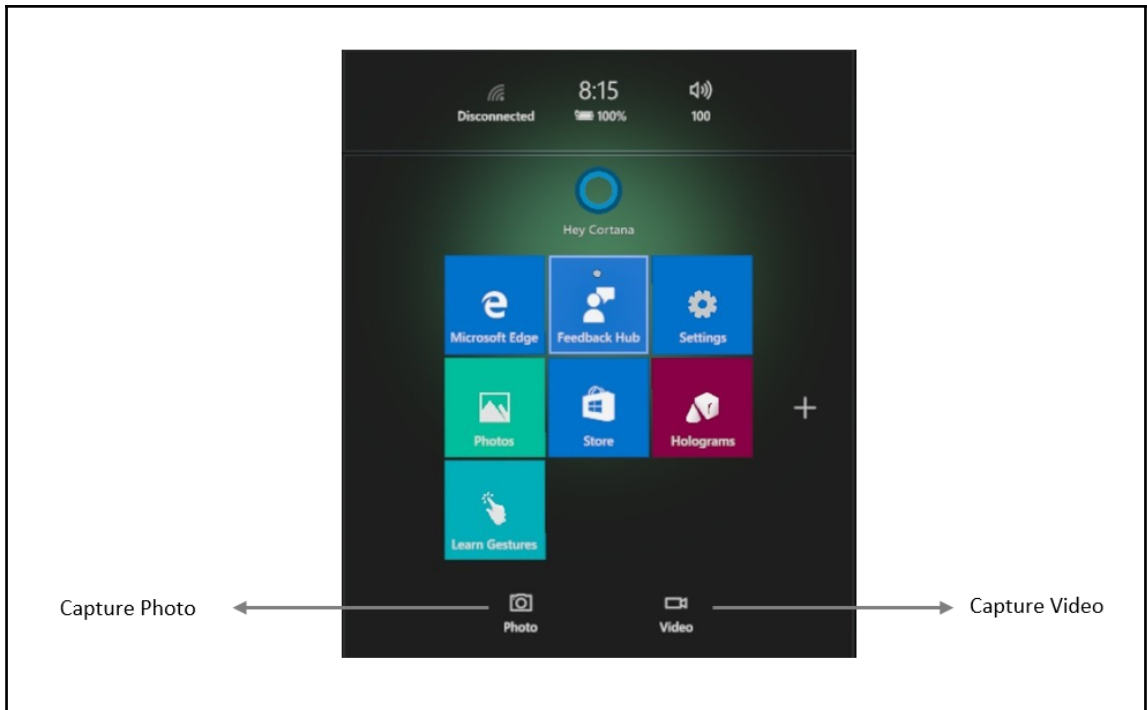 8:15
Disconnected 100% 100
Hey Cortana
Microsoft Edge Feedback Hub Settings
Photos Store Holograms
Learn Gestures
Capture Photo Capture Video
Photo Video